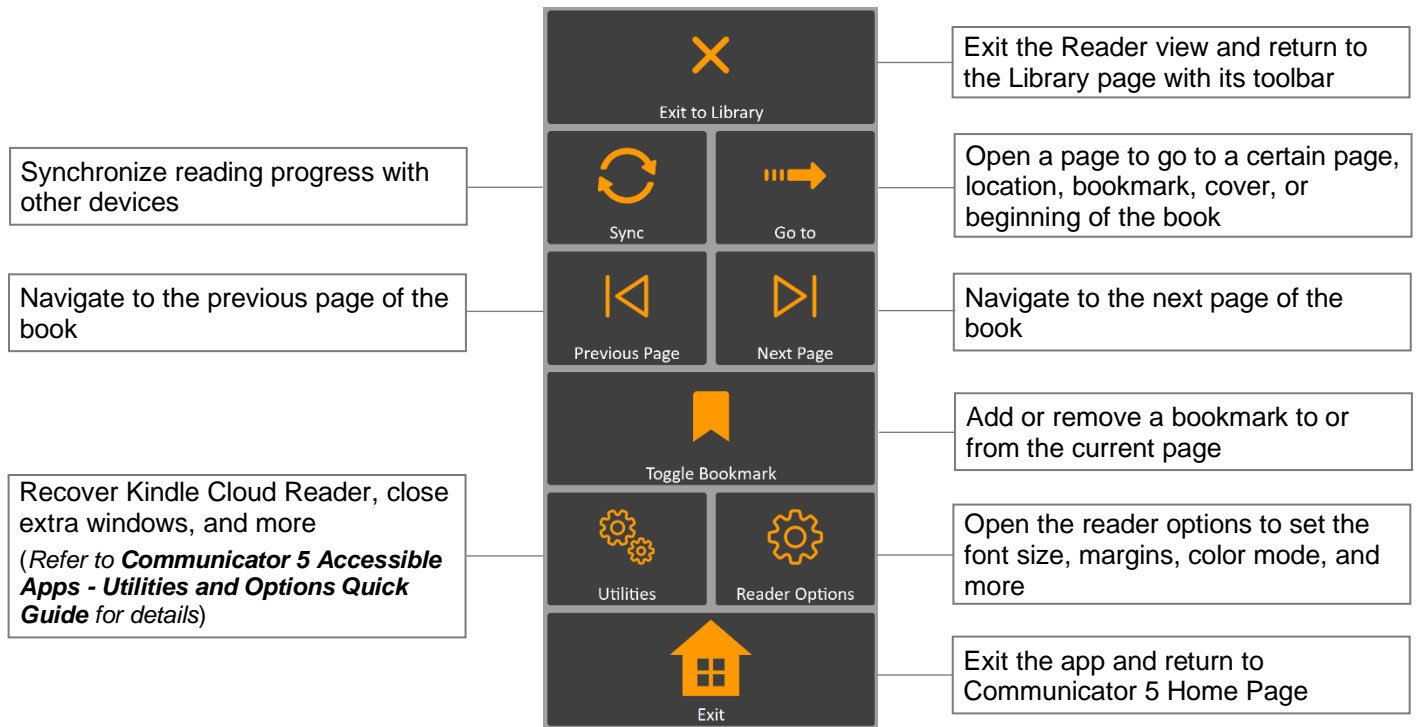 Exit to Library
Exit the Reader view and return to
the Library page with its toolbar
Synchronize reading progress with
other devices
Sync
Go to
Open a page to go to a certain page,
location, bookmark, cover, or
beginning of the book
Navigate to the previous page of the
book
Previous Page
Next Page
Navigate to the next page of the
book
Toggle Bookmark
Add or remove a bookmark to or
from the current page
Recover Kindle Cloud Reader, close
extra windows, and more
(Refer to Communicator 5 Accessible
Apps - Utilities and Options Quick
Guide for details)
Utilities
Reader Options
Open the reader options to set the
font size, margins, color mode, and
more
Exit
Exit the app and return to
Communicator 5 Home Page